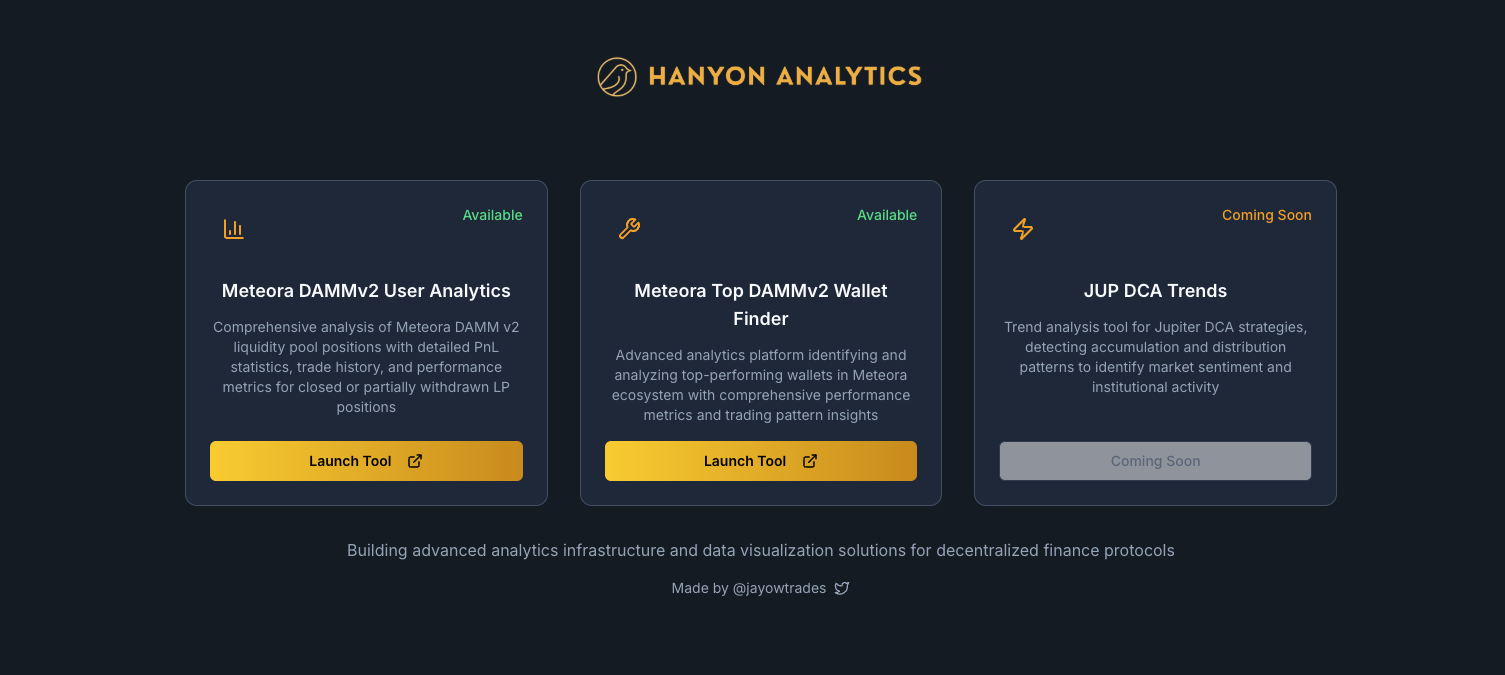 HANYON ANALYTICS
Available
Meteora DAMMv2 User Analytics
Comprehensive analysis of Meteora DAMM v2
liquidity pool positions with detailed PnL
statistics, trade history, and performance
metrics for closed or partially withdrawn LP
positions
Launch Tool
Available
Meteora Top DAMMv2 Wallet
Finder
Advanced analytics platform identifying and
analyzing top-performing wallets in Meteora
ecosystem with comprehensive performance
metrics and trading pattern insights
Launch Tool
Coming Soon
JUP DCA Trends
Trend analysis tool for Jupiter DCA strategies,
detecting accumulation and distribution
patterns to identify market sentiment and
institutional activity
Coming Soon
Building advanced analytics infrastructure and data visualization solutions for decentralized finance protocols
Made by @jayowtrades